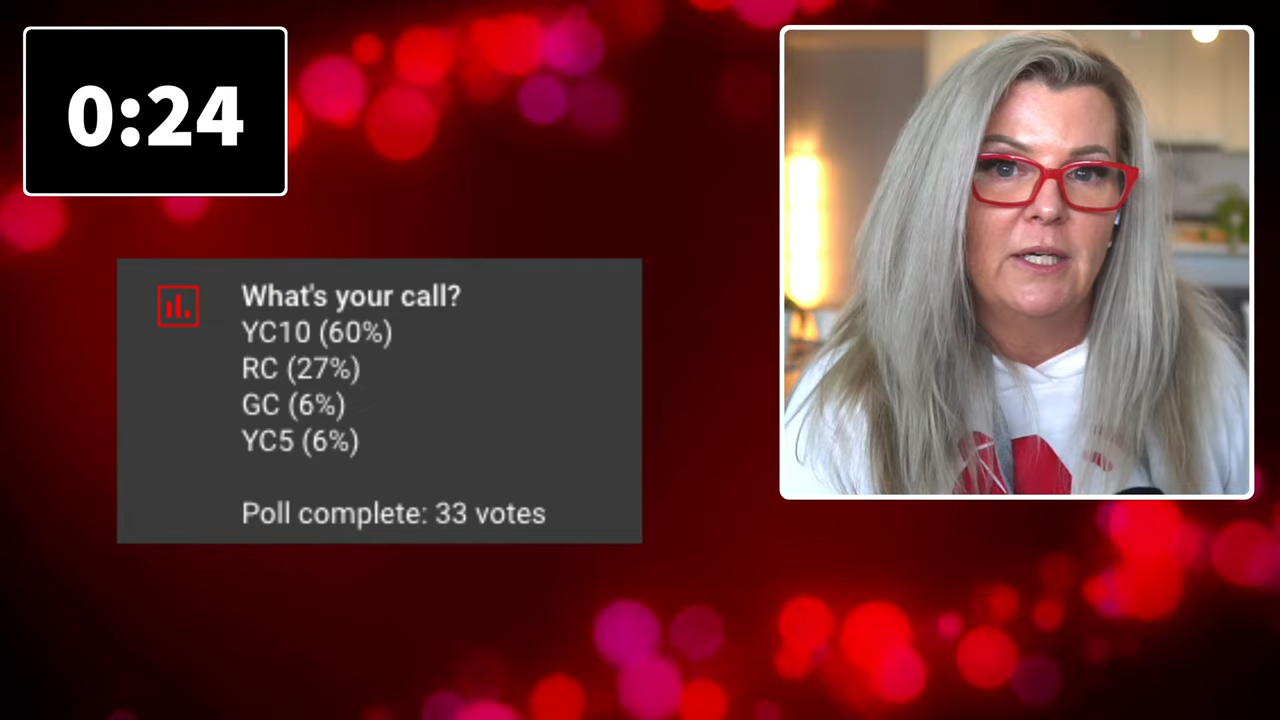 0:24
What's your call?
YC10 (60%)
RC (27%)
GC (6%)
YC5 (6%)
Poll complete: 33 votes